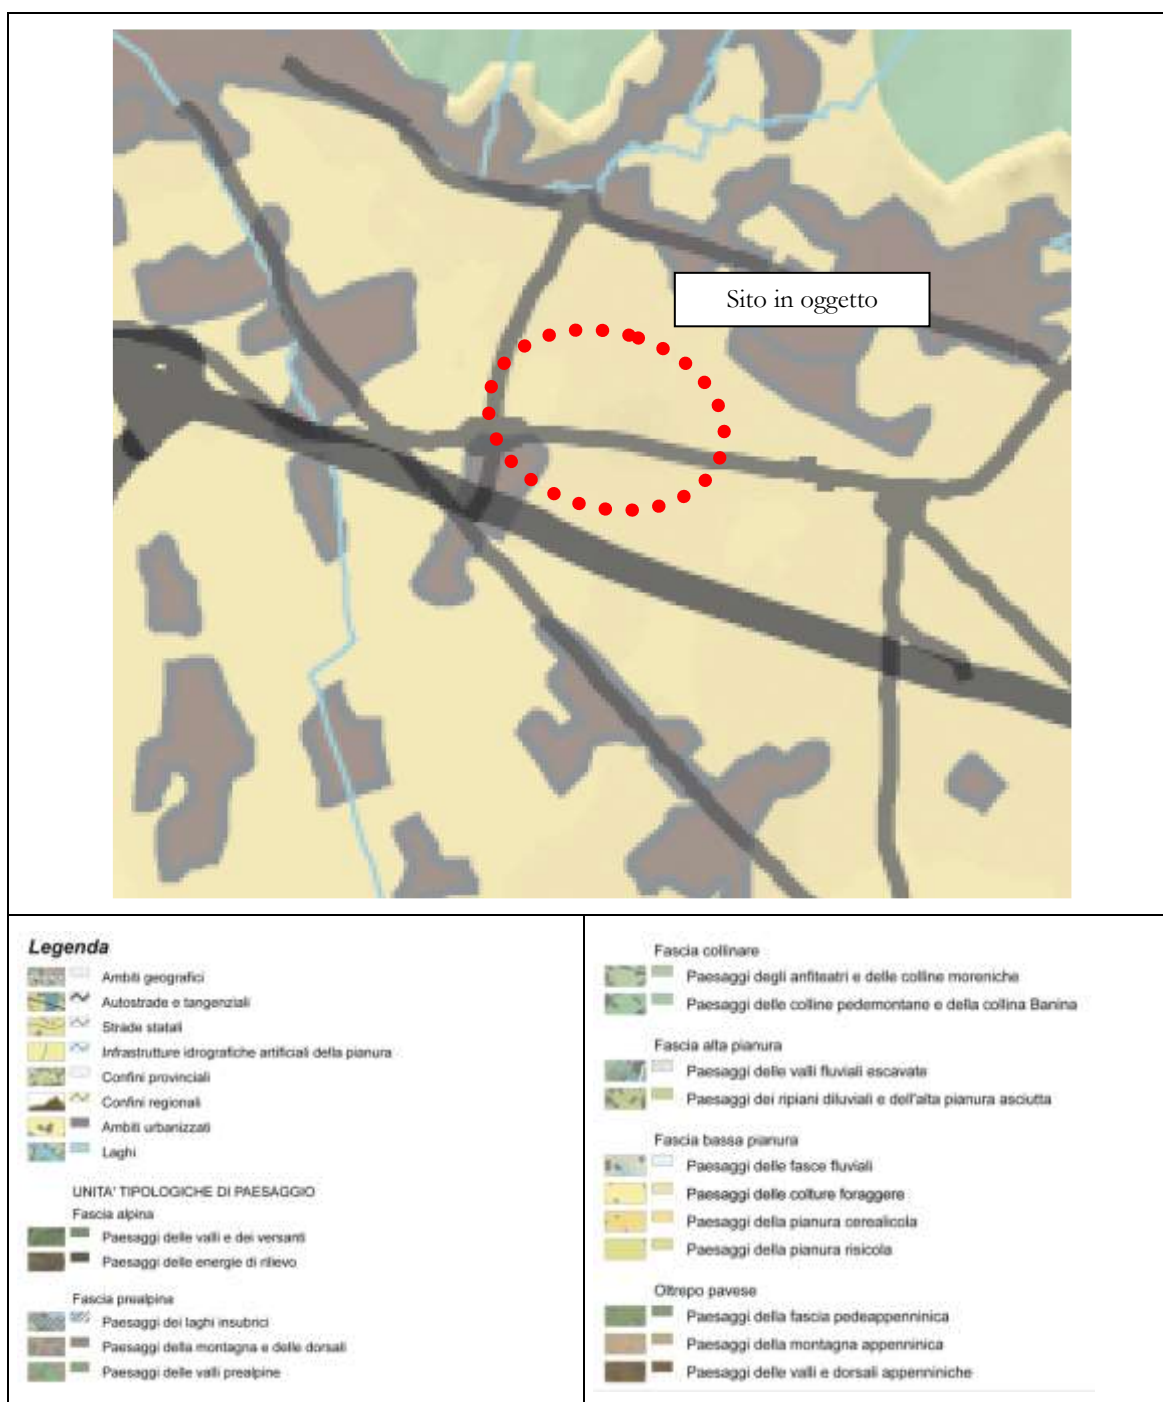 Sito in oggetto
Legenda
Ambiti geografici
Autostrade e tangenziali
Strade statali
Infrastrutture idrografiche artificiali della pianura
Confini provinciali
Confini regionali
Ambiti urbanizzati
Laghi
UNITA' TIPOLOGICHE DI PAESAGGIO
Fascia alpina
Paesaggi delle valli e dei versanti
Paesaggi delle energie di rilievo
Fascia prealpina
Paesaggi dei laghi insubrici
Paesaggi della montagna e delle dorsali
Paesaggi delle valli prealpine
Fascia collinare
Paesaggi degli anfiteatri e delle colline moreniche
Paesaggi delle colline pedemontane e della collina Banina
Fascia alta pianura
Paesaggi delle valli fluviali escavate
Paesaggi dei ripiani diluviali e dell'alta pianura asciutta
Fascia bassa pianura
Paesaggi delle fasce fluviali
Paesaggi delle colture foraggere
Paesaggi della pianura cerealicola
Paesaggi della pianura risicola
Oltrepo pavese
Paesaggi della fascia pedeappenninica
Paesaggi della montagna appenninica
Paesaggi delle valli e dorsali appenniniche